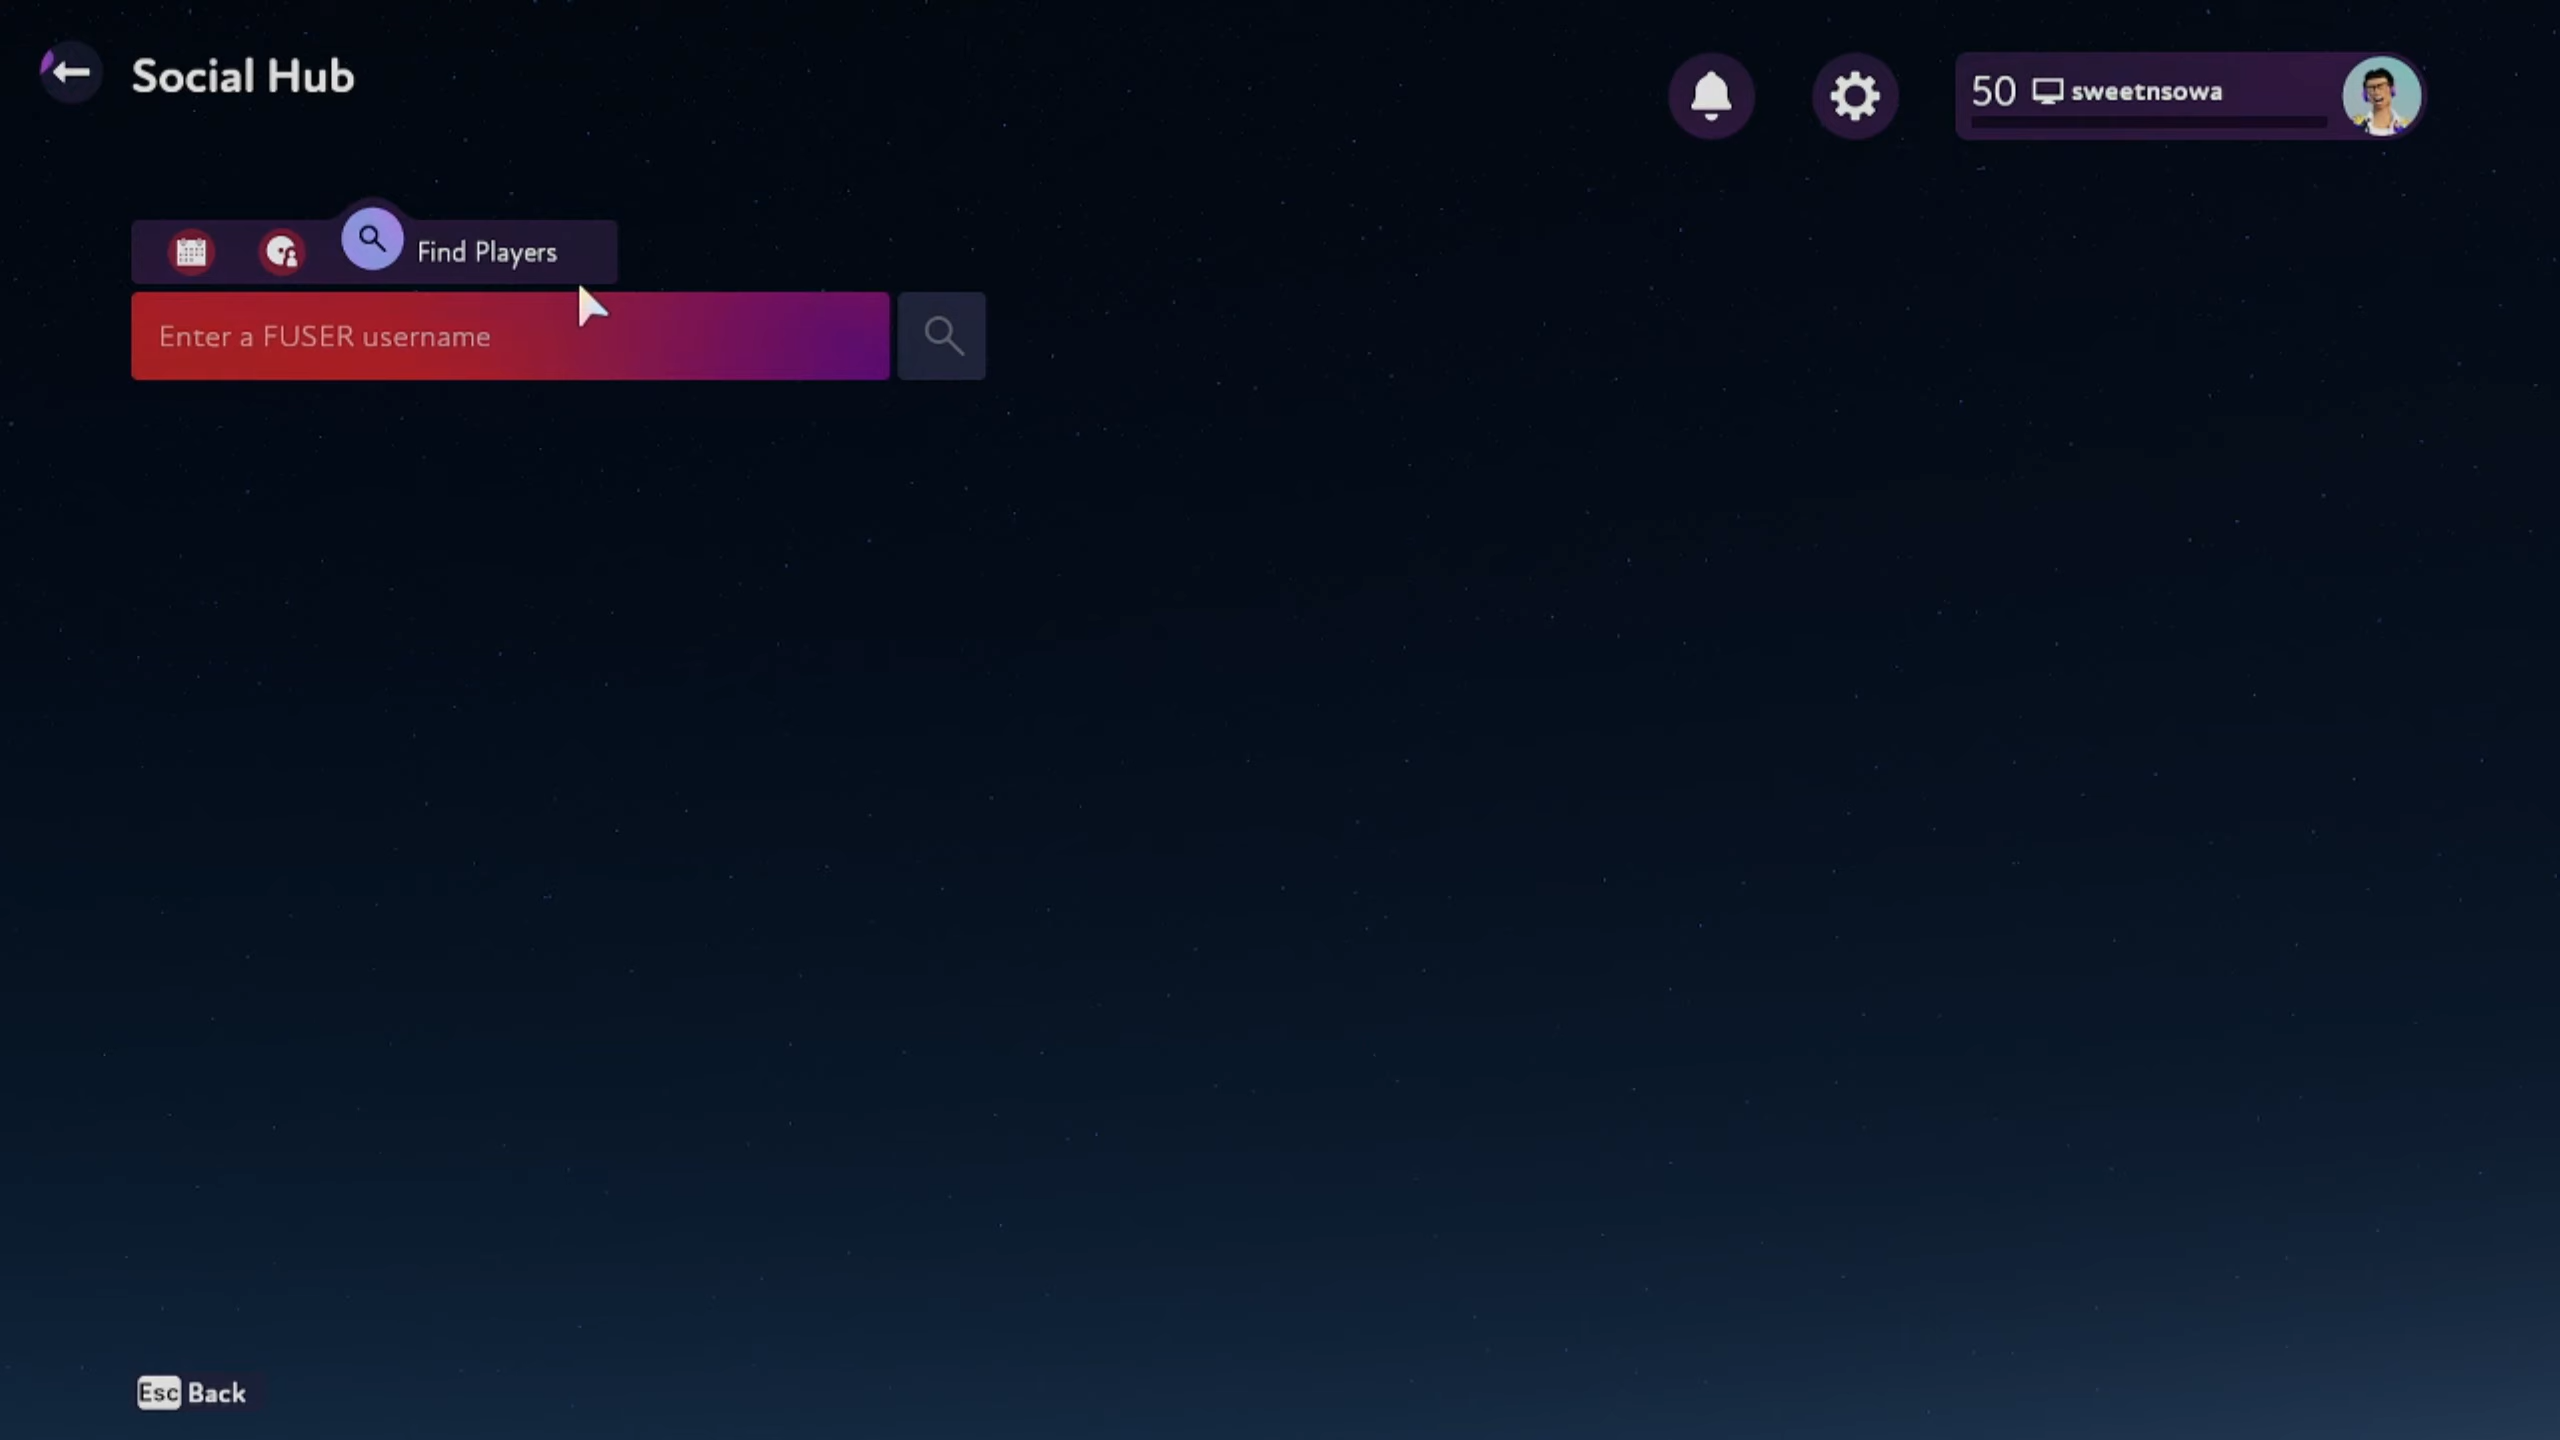 Social Hub
50 sweetnsowa
Find Players
Enter a FUSER username
Esc Back